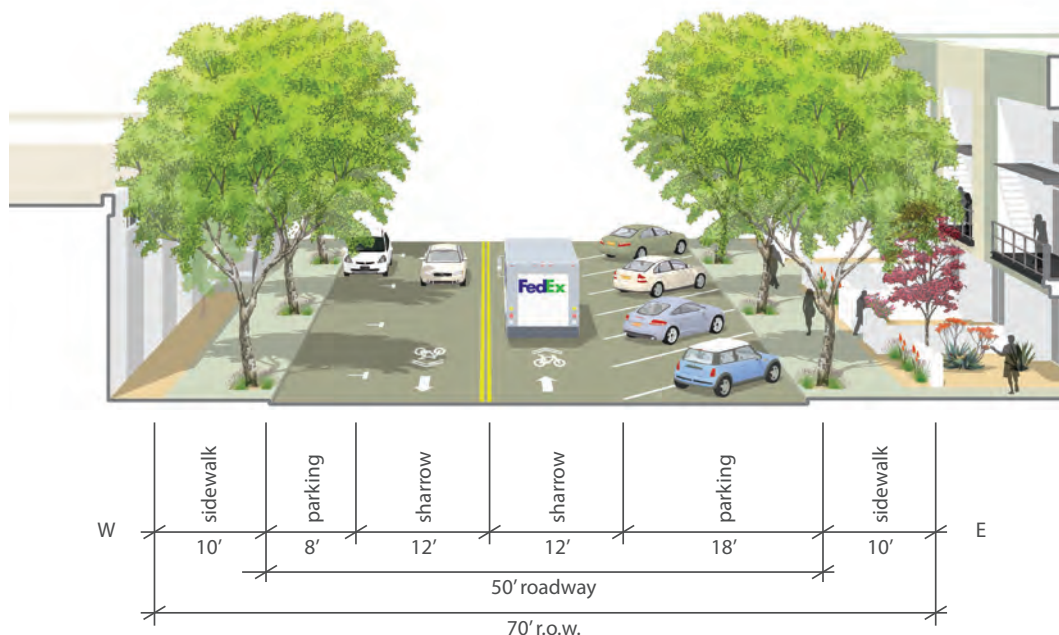 FedEx
sidewalk
parking
sharrow
sharrow
parking
sidewalk
W
E
10’
8’
12’
12’
18’
10’
50’ roadway
70’ r.o.w.